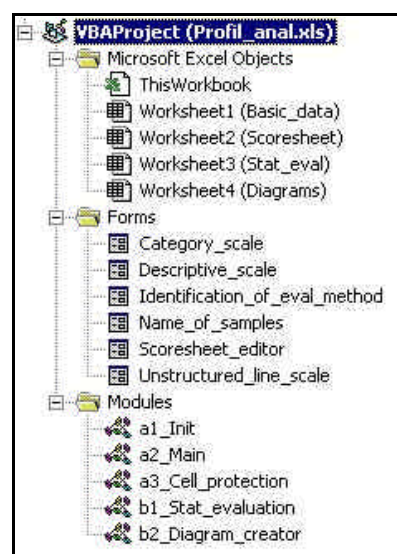 VBAProject (Profil_anal.xls)
Microsoft Excel Objects
ThisWorkbook
Worksheet1 (Basic_data)
Worksheet2 (Scoresheet)
Worksheet3 (Stat_eval)
Worksheet4 (Diagrams)
Forms
Category_scale
Descriptive_scale
Identification_of_eval_method
Name_of_samples
Scoresheet_editor
Unstructured_line_scale
Modules
a1_Init
a2_Main
a3_Cell_protection
b1_Stat_evaluation
b2_Diagram_creator